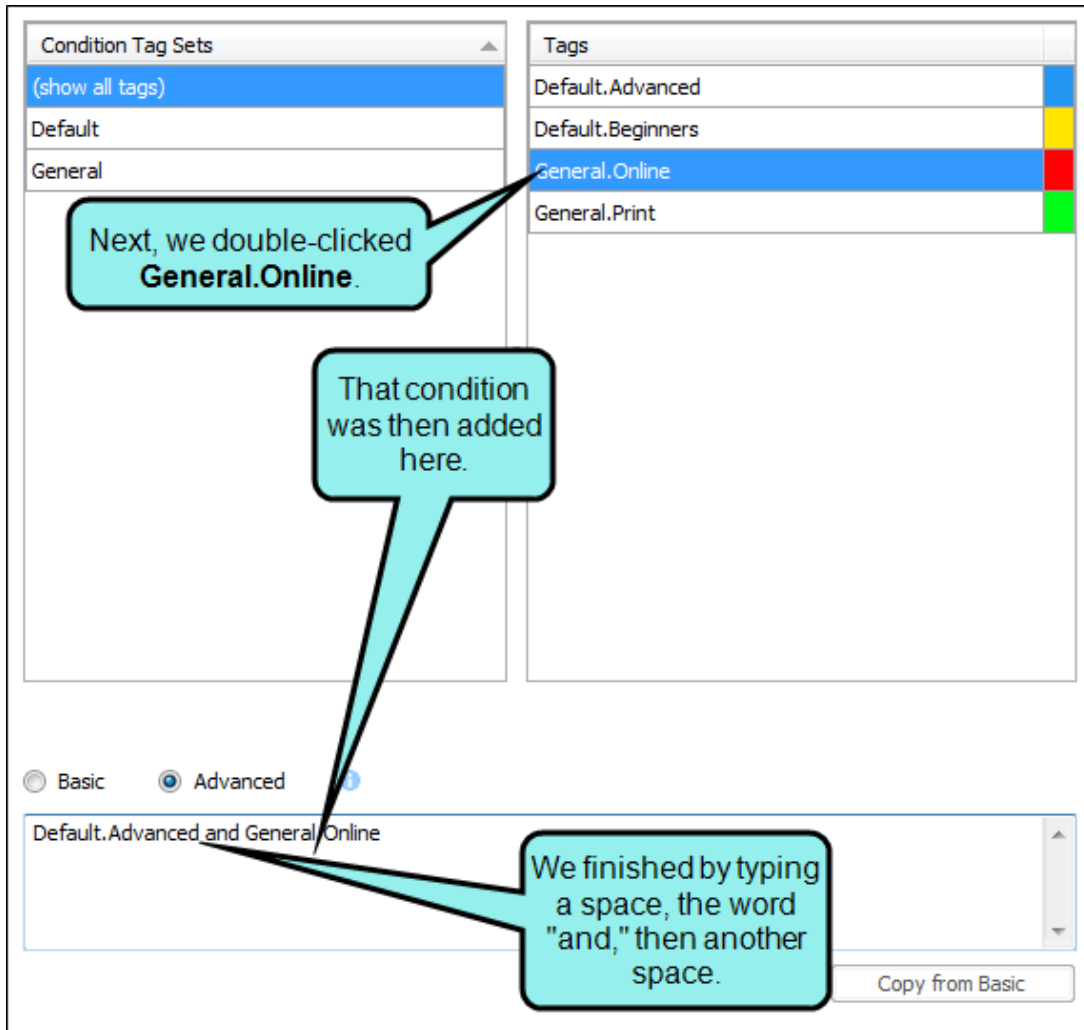 Condition Tag Sets
(show all tags)
Default
General
Tags
Default.Advanced
Default.Beginners
General.Online
General.Print
Next, we double-clicked
General.Online.
That condition
was then added
here.
Basic
Advanced
Default.Advanced and General.Online
We finished by typing
a space, the word
"and," then another
space.
Copy from Basic